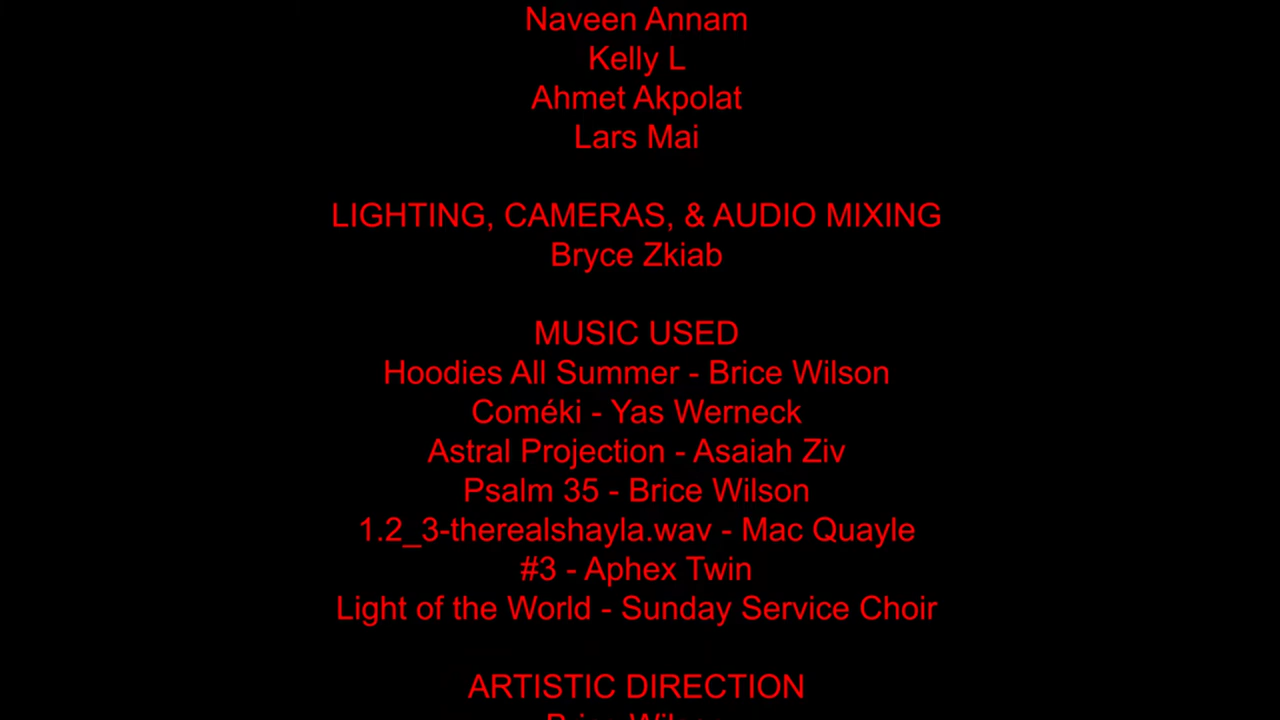 Naveen Annam
Kelly L
Ahmet Akpolat
Lars Mai
LIGHTING, CAMERAS, & AUDIO MIXING
Bryce Zkiab
MUSIC USED
Hoodies All Summer - Brice Wilson
Coméki - Yas Werneck
Astral Projection - Asaiah Ziv
Psalm 35 - Brice Wilson
1.2_3-therealshayla.wav - Mac Quayle
#3 - Aphex Twin
Light of the World - Sunday Service Choir
ARTISTIC DIRECTION